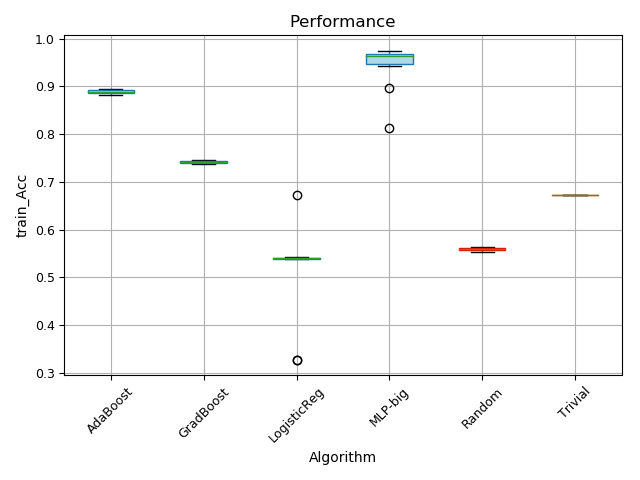 Performance
train_Acc
1.0
0.9
0.8
0.7
0.6
0.5
0.4
0.3
AdaBoost
GradBoost
LogisticReg
MLP-big
Random
Trivial
Algorithm